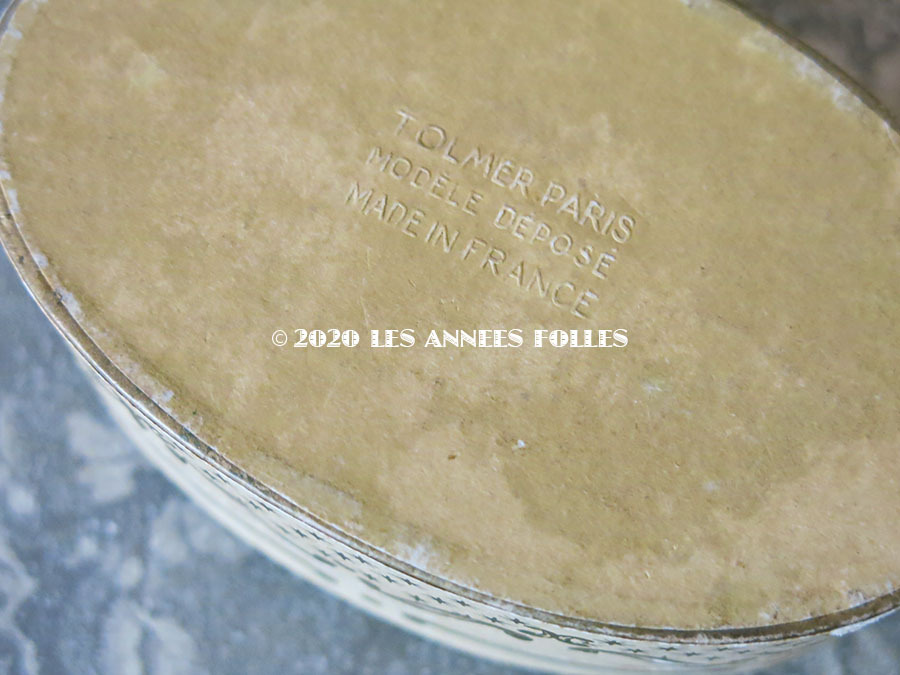 TOLMER PARIS
MODÈLE DÉPOSÉ
MADE IN FRANCE
© 2020 LES ANNEES FOLLES